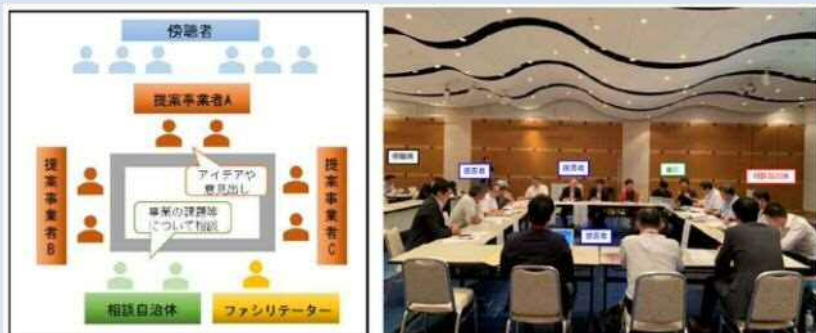 傍聴者
提案事業者A
提案事業者B
提案事業者C
アイデアや
意見出し
事業の課題等
について相談
相談自治体
ファシリテーター
傍聴席
提案者
提案者
相談自治体
提案者